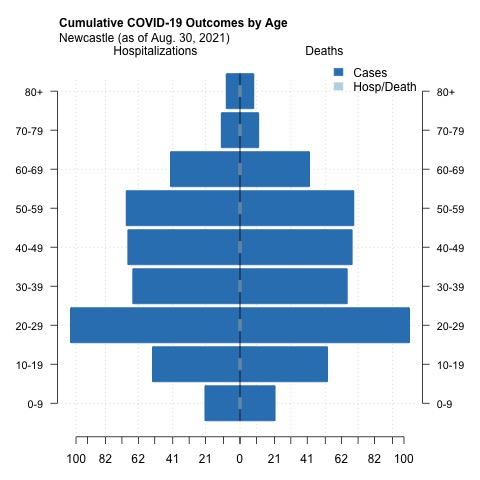 Cumulative COVID-19 Outcomes by Age
Newcastle (as of Aug. 30, 2021)
Hospitalizations Deaths
Cases
Hosp/Death
80+ 80+
70-79 70-79
60-69 60-69
50-59 50-59
40-49 40-49
30-39 30-39
20-29 20-29
10-19 10-19
0-9 0-9
100 82 62 41 21 0 21 41 62 82 100